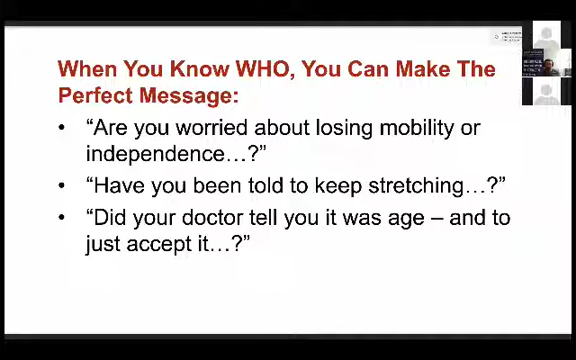 When You Know WHO, You Can Make The
Perfect Message:
• “Are you worried about losing mobility or
independence…?”
• “Have you been told to keep stretching…?”
• “Did your doctor tell you it was age – and to
just accept it…?”